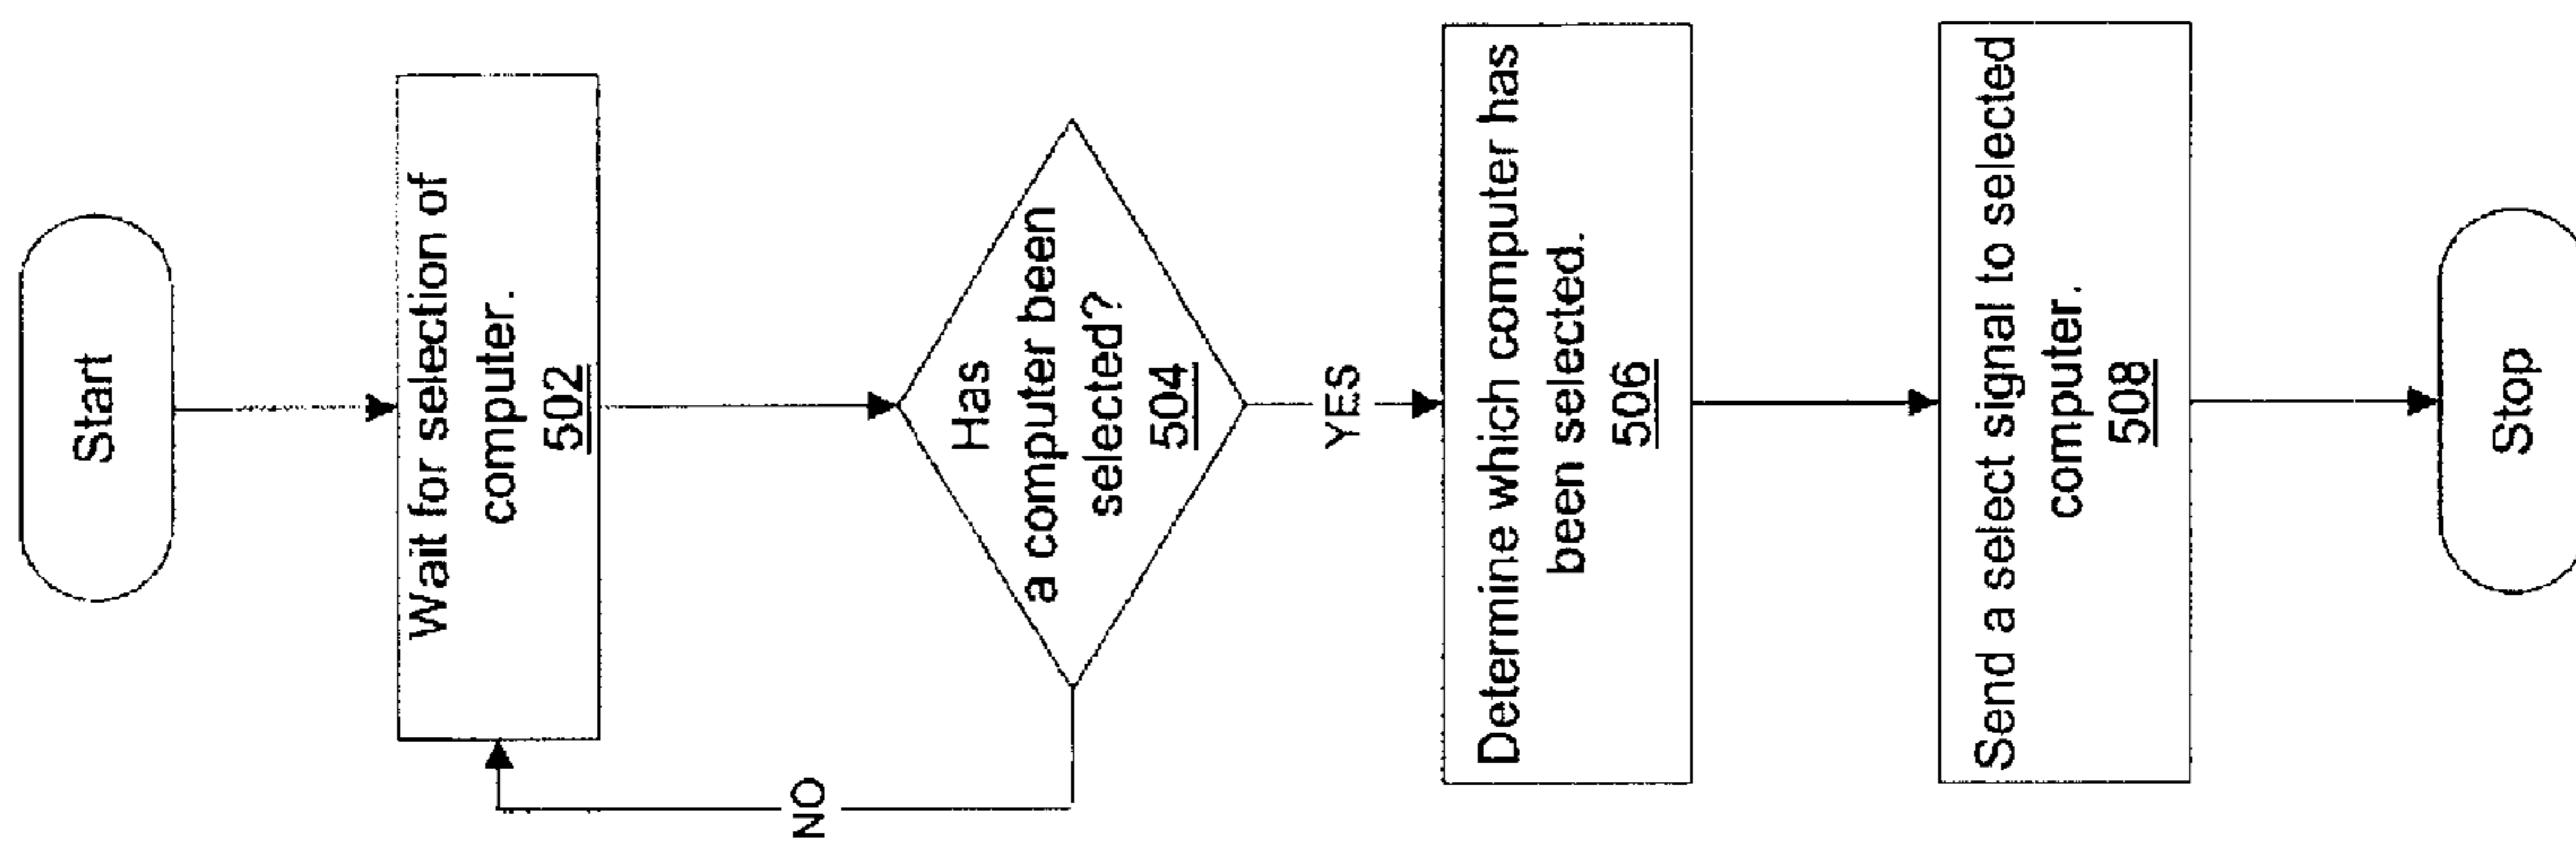 Start
Wait for selection of
computer.
502
Has
a computer been
selected?
504
NO
YES
Determine which computer has
been selected.
506
Send a select signal to selected
computer.
508
Stop